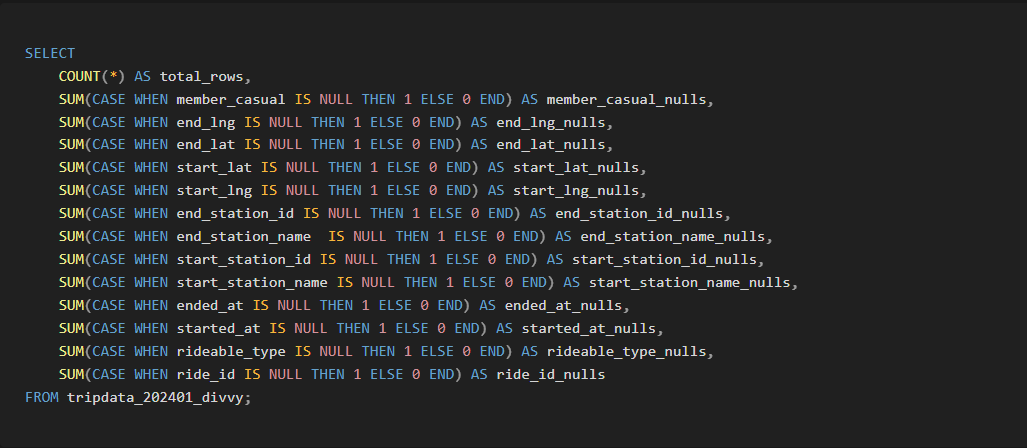 SELECT
    COUNT(*) AS total_rows,
    SUM(CASE WHEN member_casual IS NULL THEN 1 ELSE 0 END) AS member_casual_nulls,
    SUM(CASE WHEN end_lng IS NULL THEN 1 ELSE 0 END) AS end_lng_nulls,
    SUM(CASE WHEN end_lat IS NULL THEN 1 ELSE 0 END) AS end_lat_nulls,
    SUM(CASE WHEN start_lat IS NULL THEN 1 ELSE 0 END) AS start_lat_nulls,
    SUM(CASE WHEN start_lng IS NULL THEN 1 ELSE 0 END) AS start_lng_nulls,
    SUM(CASE WHEN end_station_id IS NULL THEN 1 ELSE 0 END) AS end_station_id_nulls,
    SUM(CASE WHEN end_station_name  IS NULL THEN 1 ELSE 0 END) AS end_station_name_nulls,
    SUM(CASE WHEN start_station_id IS NULL THEN 1 ELSE 0 END) AS start_station_id_nulls,
    SUM(CASE WHEN start_station_name IS NULL THEN 1 ELSE 0 END) AS start_station_name_nulls,
    SUM(CASE WHEN ended_at IS NULL THEN 1 ELSE 0 END) AS ended_at_nulls,
    SUM(CASE WHEN started_at IS NULL THEN 1 ELSE 0 END) AS started_at_nulls,
    SUM(CASE WHEN rideable_type IS NULL THEN 1 ELSE 0 END) AS rideable_type_nulls,
    SUM(CASE WHEN ride_id IS NULL THEN 1 ELSE 0 END) AS ride_id_nulls
FROM tripdata_202401_divvy;